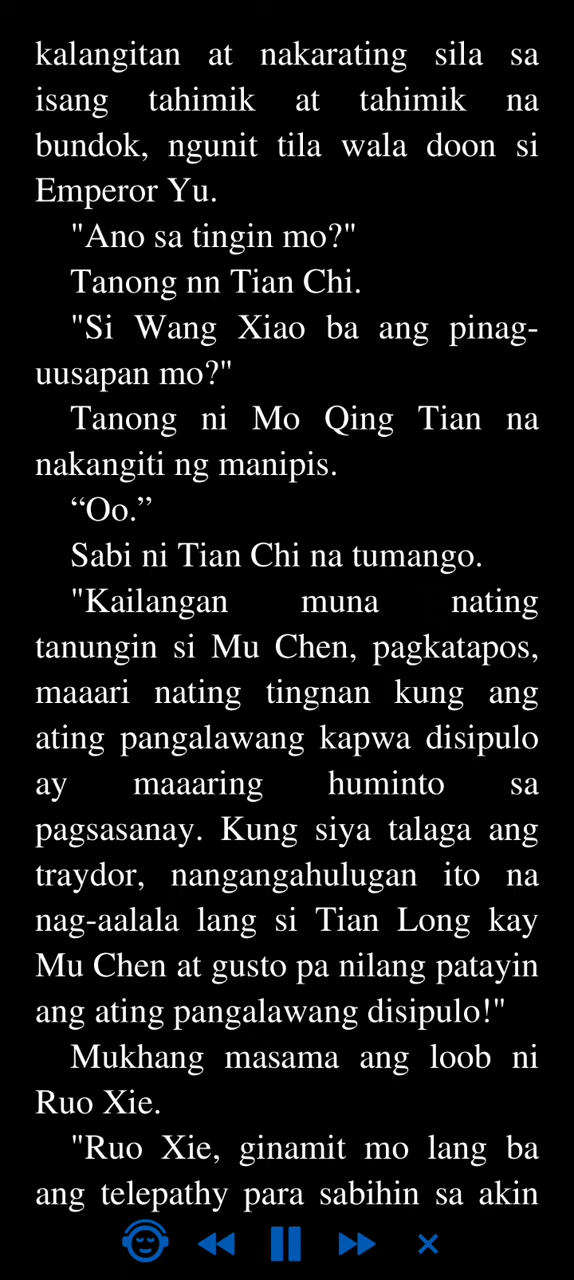 kalangitan at nakarating sila sa
isang tahimik at tahimik na
bundok, ngunit tila wala doon si
Emperor Yu.
"Ano sa tingin mo?"
Tanong nn Tian Chi.
"Si Wang Xiao ba ang pinag-
uusapan mo?"
Tanong ni Mo Qing Tian na
nakangiti ng manipis.
“Oo.”
Sabi ni Tian Chi na tumango.
"Kailangan muna nating
tanungin si Mu Chen, pagkatapos,
maaari nating tingnan kung ang
ating pangalawang kapwa disipulo
ay maaaring huminto sa
pagsasanay. Kung siya talaga ang
traydor, nangangahulugan ito na
nag-aalala lang si Tian Long kay
Mu Chen at gusto pa nilang patayin
ang ating pangalawang disipulo!"
Mukhang masama ang loob ni
Ruo Xie.
"Ruo Xie, ginamit mo lang ba
ang telepathy para sabihin sa akin